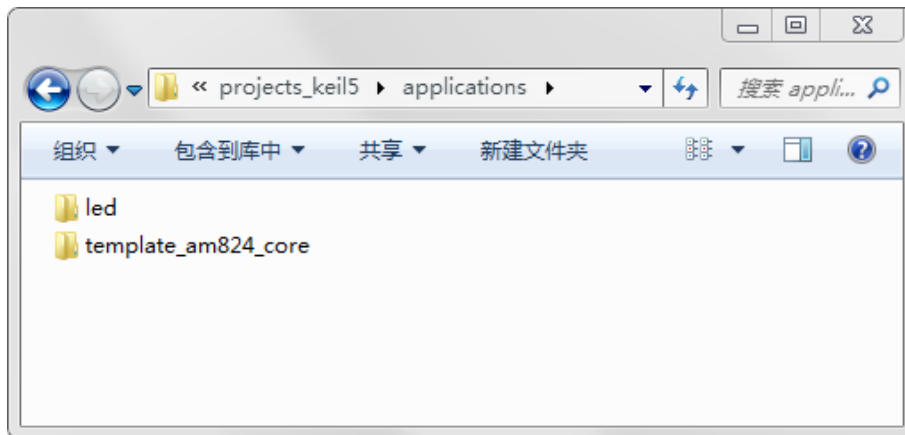 « projects_keil5 ▸ applications ▸ 搜索 appli...
组织 包含到库中 共享 新建文件夹
led
template_am824_core